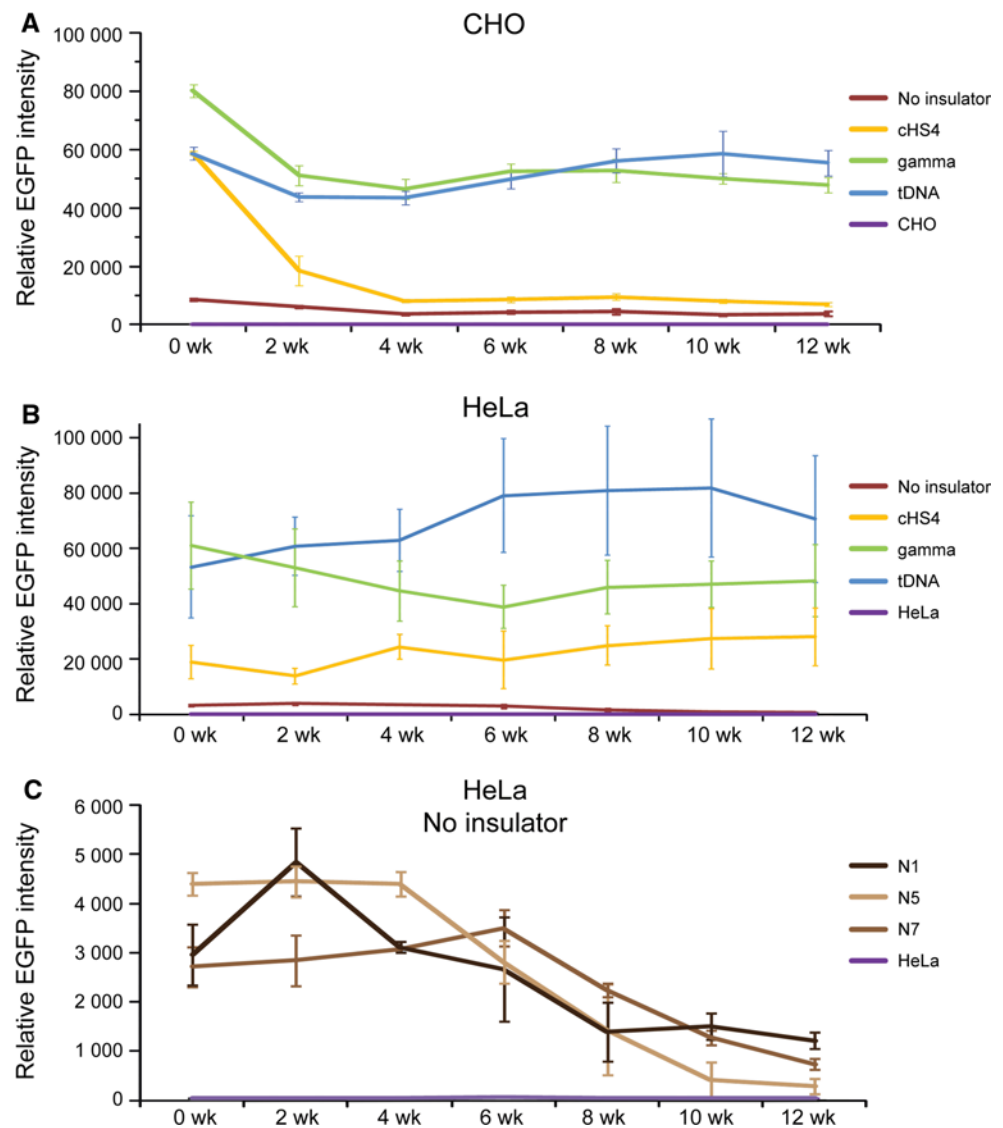 A
CHO
Relative EGFP intensity
100 000
80 000
60 000
40 000
20 000
0
0 wk 2 wk 4 wk 6 wk 8 wk 10 wk 12 wk
No insulator
cHS4
gamma
tDNA
CHO
B
HeLa
Relative EGFP intensity
100 000
80 000
60 000
40 000
20 000
0
0 wk 2 wk 4 wk 6 wk 8 wk 10 wk 12 wk
No insulator
cHS4
gamma
tDNA
HeLa
C
HeLa
No insulator
Relative EGFP intensity
6 000
5 000
4 000
3 000
2 000
1 000
0
0 wk 2 wk 4 wk 6 wk 8 wk 10 wk 12 wk
N1
N5
N7
HeLa